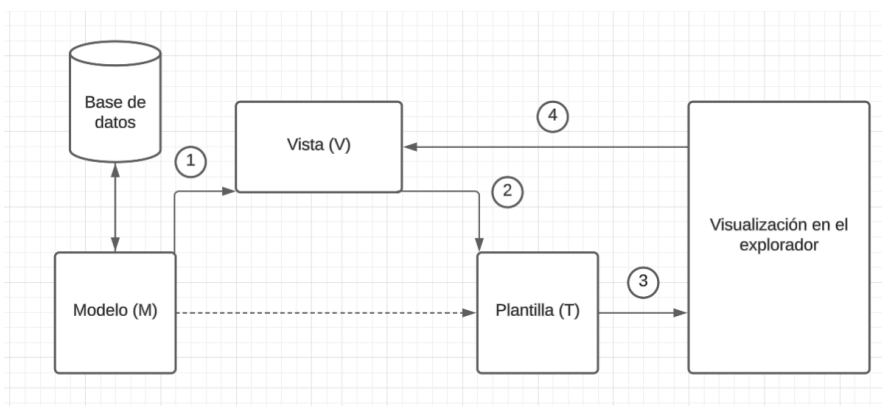 Base de
datos
1
Vista (V)
4
2
Visualización en el
explorador
Modelo (M)
Plantilla (T)
3